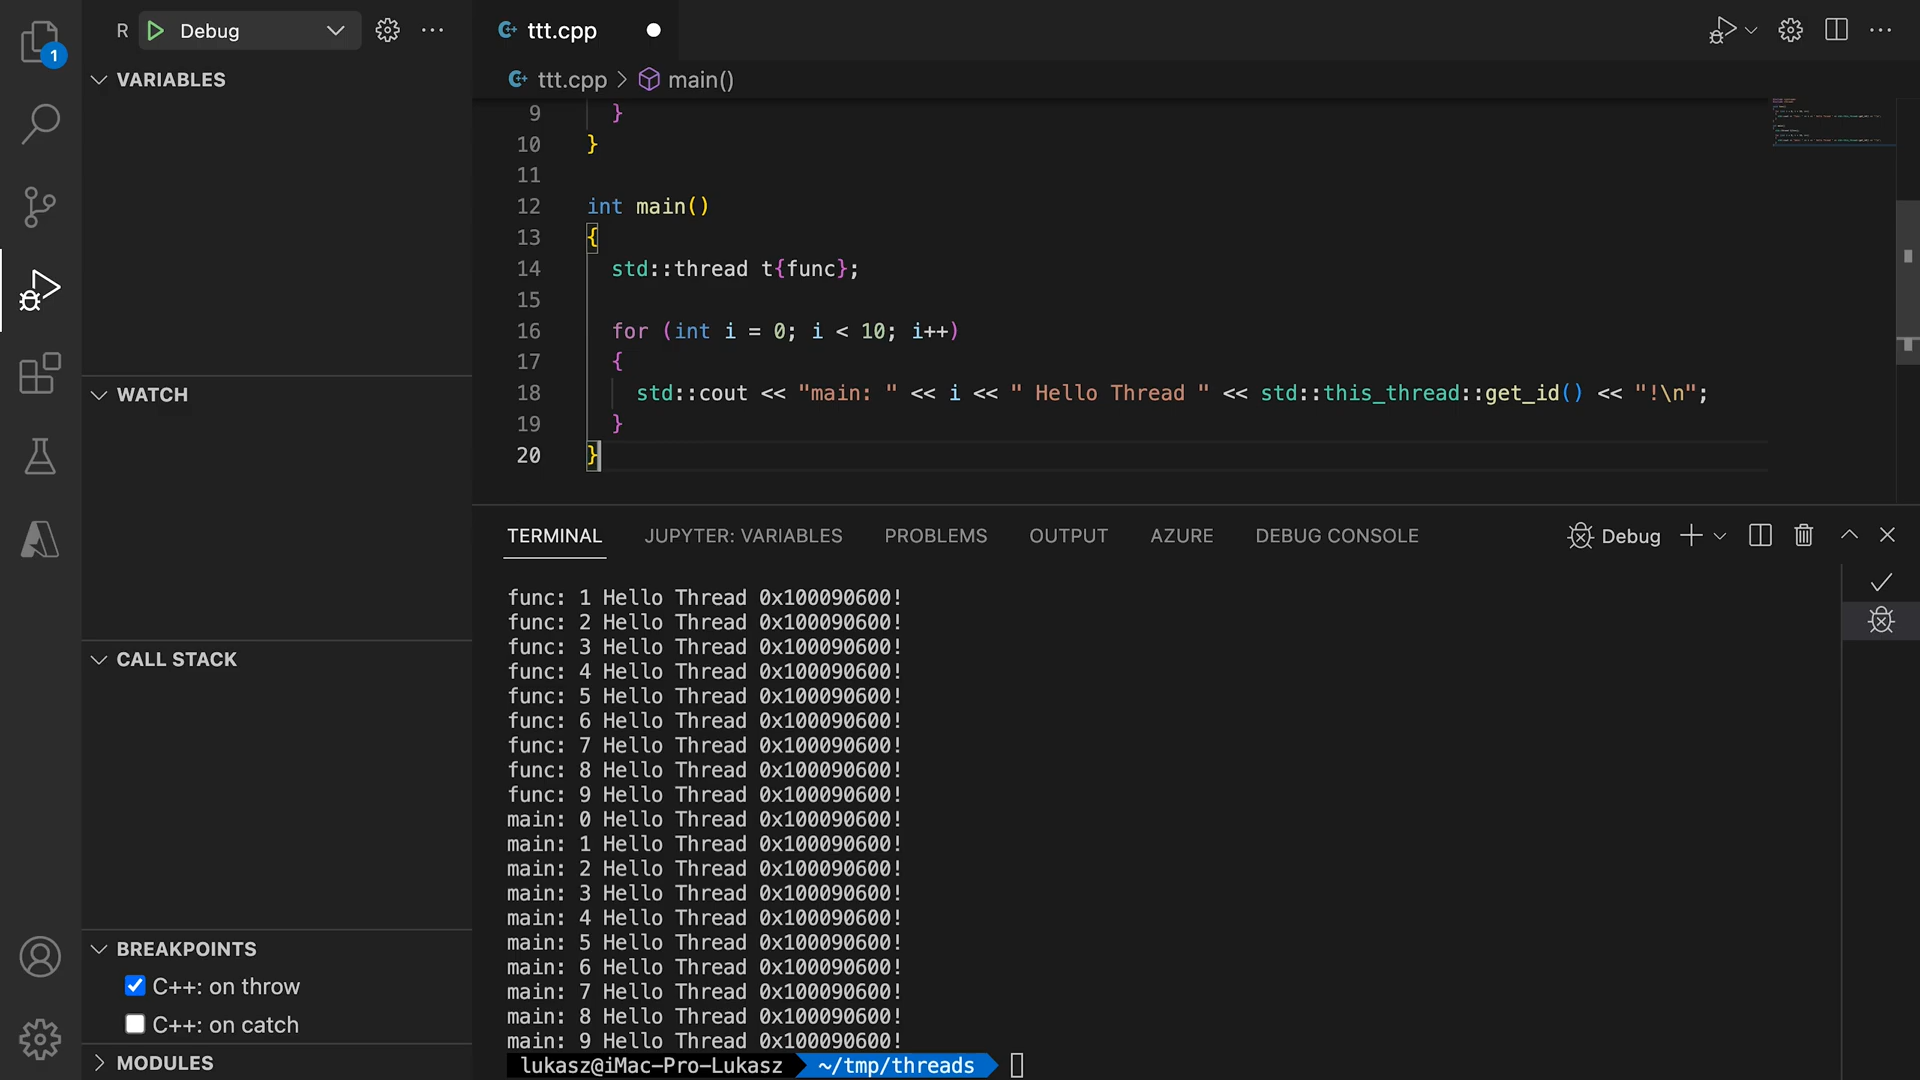 1
R Debug
VARIABLES
WATCH
CALL STACK
BREAKPOINTS
C++: on throw
C++: on catch
MODULES
ttt.cpp
ttt.cpp > main()
9 }
10 }
11
12 int main()
13 {
14 std::thread t{func};
15
16 for (int i = 0; i < 10; i++)
17 {
18 std::cout << "main: " << i << " Hello Thread " << std::this_thread::get_id() << "!\n";
19 }
20 }
TERMINAL JUPYTER: VARIABLES PROBLEMS OUTPUT AZURE DEBUG CONSOLE Debug
func: 1 Hello Thread 0x100090600!
func: 2 Hello Thread 0x100090600!
func: 3 Hello Thread 0x100090600!
func: 4 Hello Thread 0x100090600!
func: 5 Hello Thread 0x100090600!
func: 6 Hello Thread 0x100090600!
func: 7 Hello Thread 0x100090600!
func: 8 Hello Thread 0x100090600!
func: 9 Hello Thread 0x100090600!
main: 0 Hello Thread 0x100090600!
main: 1 Hello Thread 0x100090600!
main: 2 Hello Thread 0x100090600!
main: 3 Hello Thread 0x100090600!
main: 4 Hello Thread 0x100090600!
main: 5 Hello Thread 0x100090600!
main: 6 Hello Thread 0x100090600!
main: 7 Hello Thread 0x100090600!
main: 8 Hello Thread 0x100090600!
main: 9 Hello Thread 0x100090600!
lukasz@iMac-Pro-Lukasz ~/tmp/threads